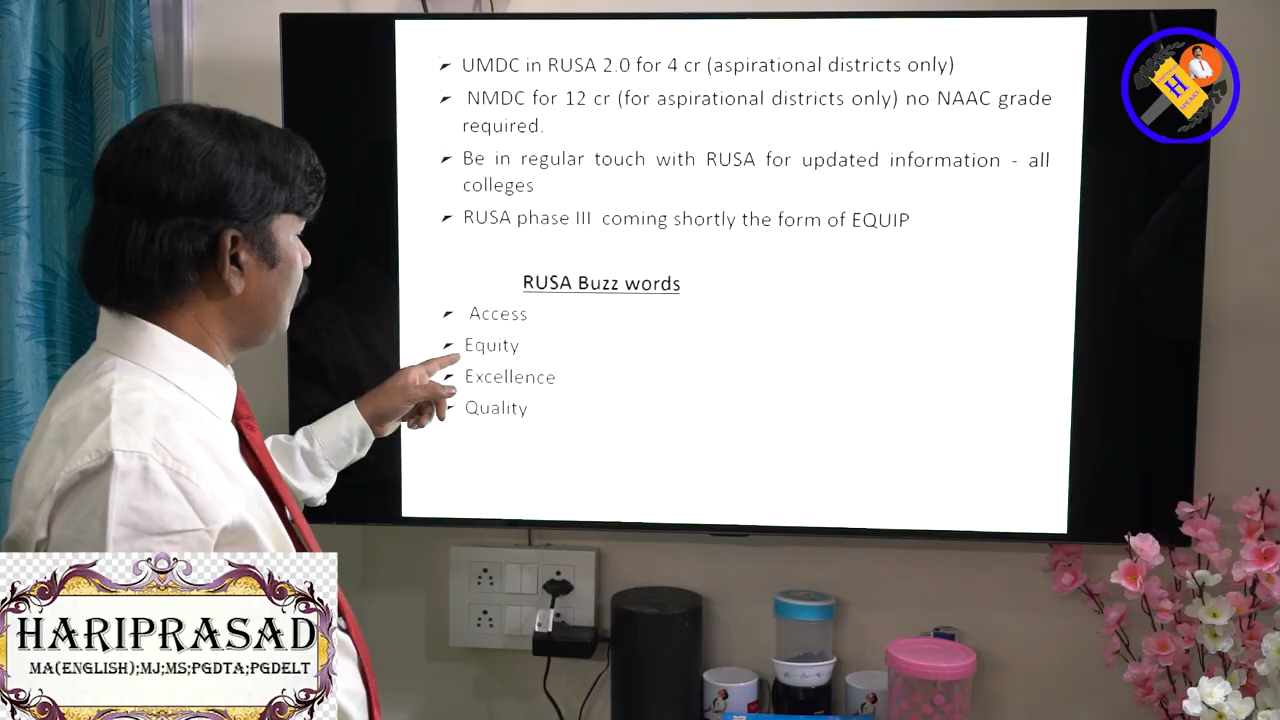 UMDC in RUSA 2.0 for 4 cr (aspirational districts only)
NMDC for 12 cr (for aspirational districts only) no NAAC grade
required.
Be in regular touch with RUSA for updated information - all
colleges
RUSA phase III coming shortly the form of EQUIP
RUSA Buzz words
Access
Equity
Excellence
Quality
H
SPEAKS
HARIPRASAD
MA(ENGLISH);MJ;MS;PGDTA;PGDELT